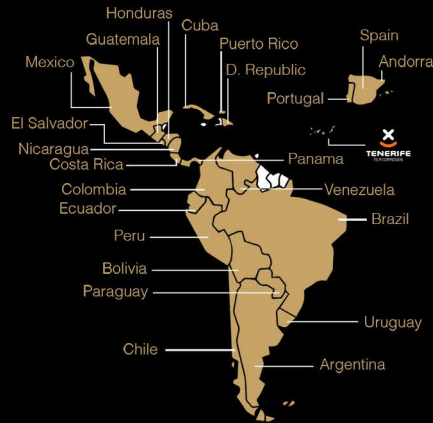 Honduras
Cuba
Guatemala
Puerto Rico
Spain
Mexico
D. Republic
Andorra
Portugal
El Salvador
Nicaragua
Costa Rica
Panama
TENERIFE
Colombia
Venezuela
Ecuador
Brazil
Peru
Bolivia
Paraguay
Uruguay
Chile
Argentina